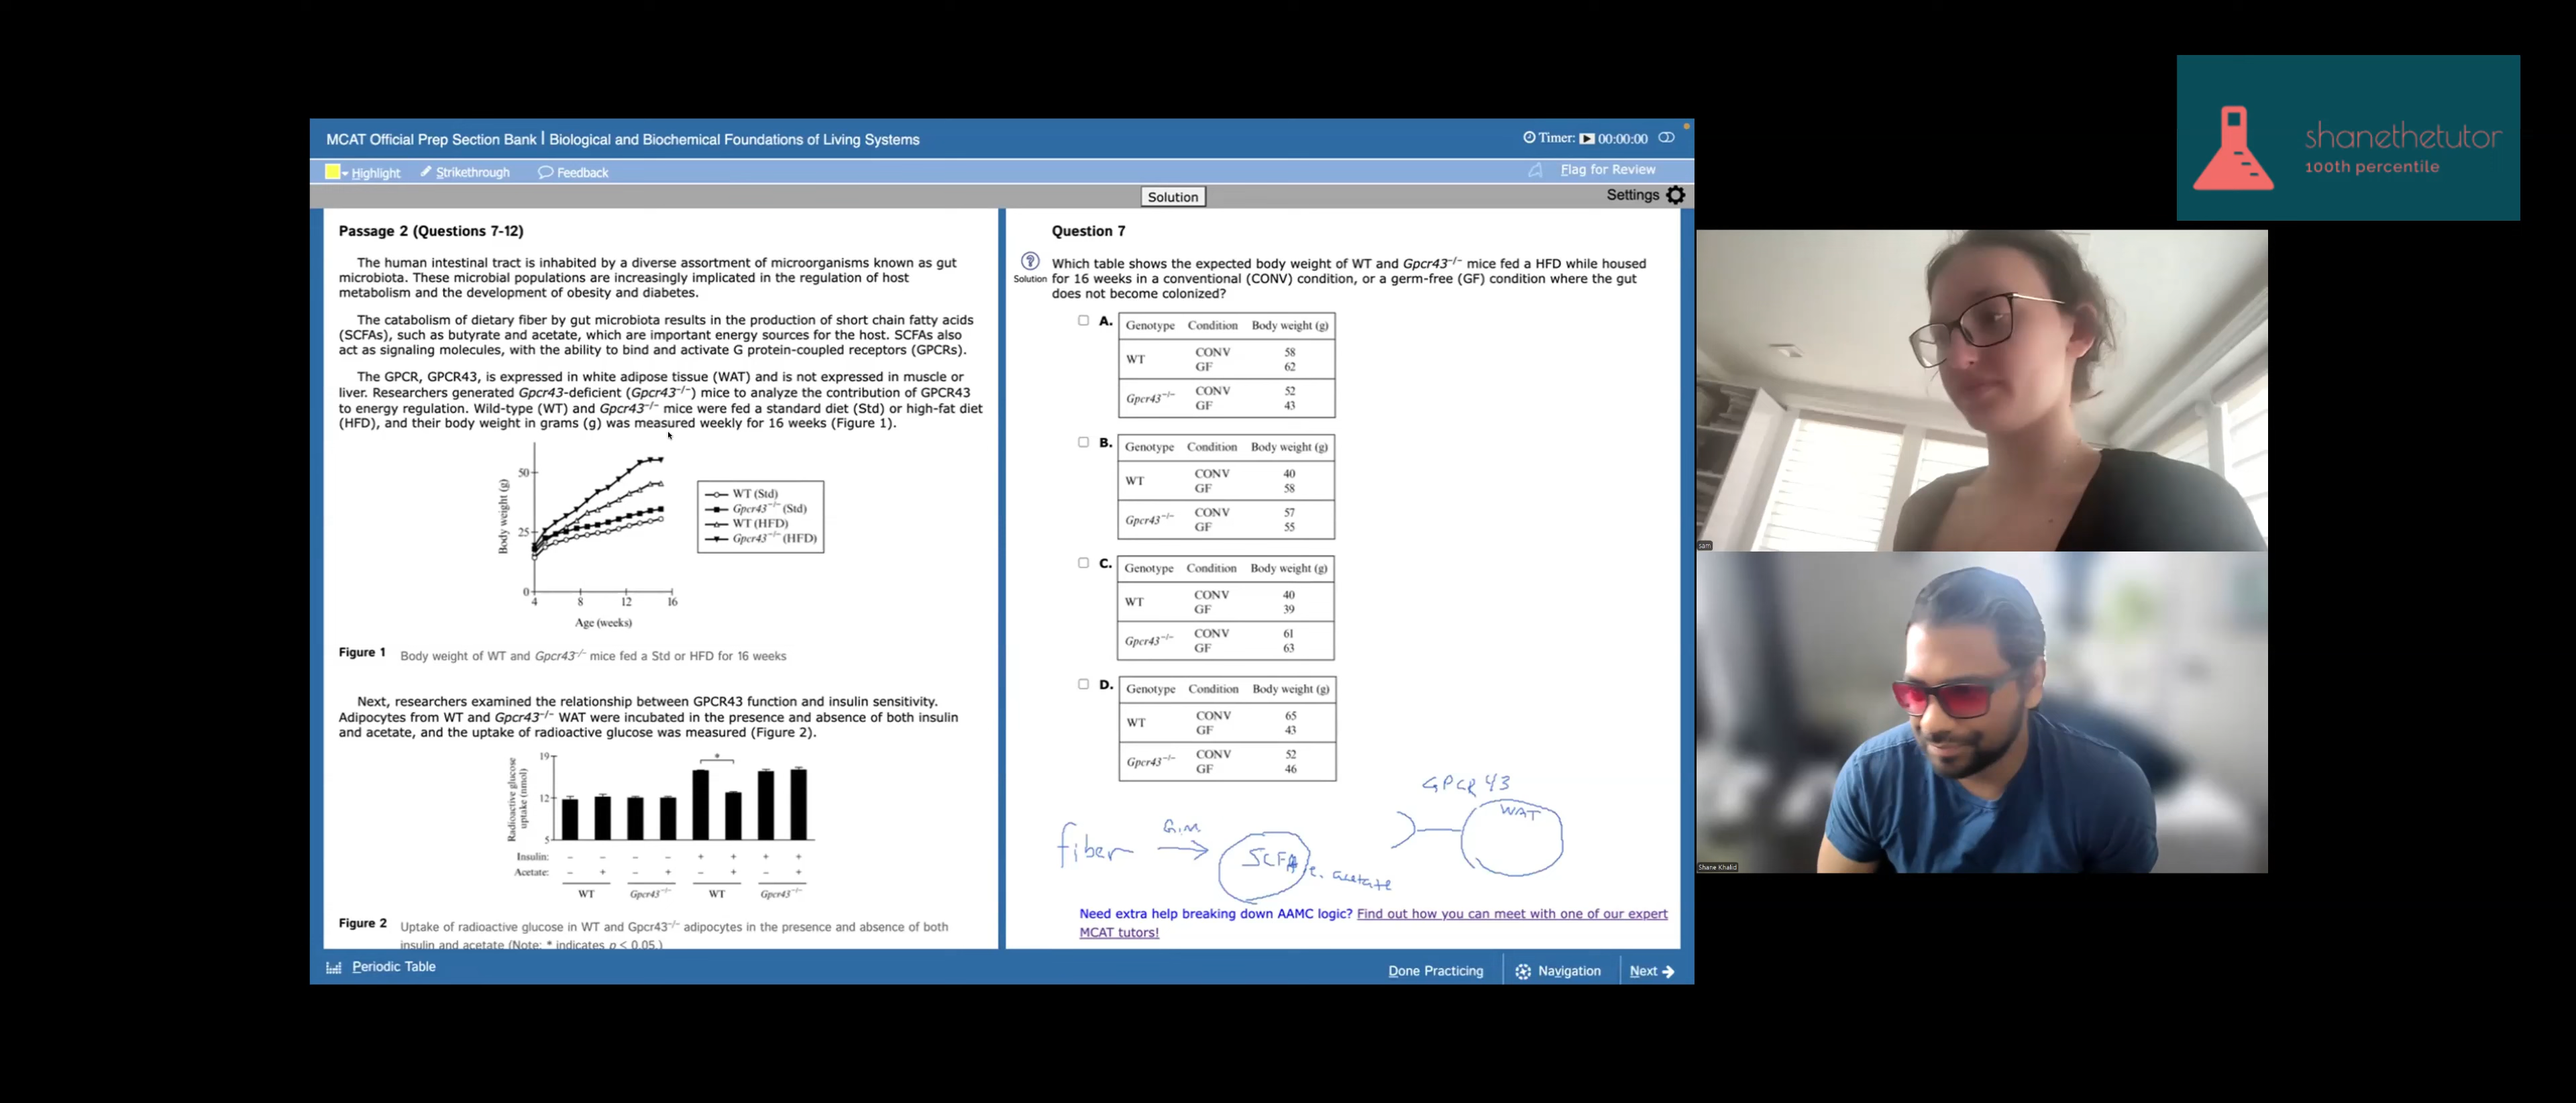 shanethetutor
100th percentile
MCAT Official Prep Section Bank | Biological and Biochemical Foundations of Living Systems
Timer: 00:00:00
Highlight
Strikethrough
Feedback
Flag for Review
Solution
Settings
Passage 2 (Questions 7-12)
The human intestinal tract is inhabited by a diverse assortment of microorganisms known as gut
microbiota. These microbial populations are increasingly implicated in the regulation of host
metabolism and the development of obesity and diabetes.
The catabolism of dietary fiber by gut microbiota results in the production of short chain fatty acids
(SCFAs), such as butyrate and acetate, which are important energy sources for the host. SCFAs also
act as signaling molecules, with the ability to bind and activate G protein-coupled receptors (GPCRs).
The GPCR, GPCR43, is expressed in white adipose tissue (WAT) and is not expressed in muscle or
liver. Researchers generated Gpcr43-deficient (Gpcr43⁻/⁻) mice to analyze the contribution of GPCR43
to energy regulation. Wild-type (WT) and Gpcr43⁻/⁻ mice were fed a standard diet (Std) or high-fat diet
(HFD), and their body weight in grams (g) was measured weekly for 16 weeks (Figure 1).
Body weight (g)
50
25
0
4 8 12 16
Age (weeks)
WT (Std)
Gpcr43⁻/⁻ (Std)
WT (HFD)
Gpcr43⁻/⁻ (HFD)
Figure 1 Body weight of WT and Gpcr43⁻/⁻ mice fed a Std or HFD for 16 weeks
Next, researchers examined the relationship between GPCR43 function and insulin sensitivity.
Adipocytes from WT and Gpcr43⁻/⁻ WAT were incubated in the presence and absence of both insulin
and acetate, and the uptake of radioactive glucose was measured (Figure 2).
Radioactive glucose
uptake (nmol)
19
12
5
*
Insulin: – – – – + + + +
Acetate: – + – + – + – +
WT Gpcr43⁻/⁻ WT Gpcr43⁻/⁻
Figure 2 Uptake of radioactive glucose in WT and Gpcr43⁻/⁻ adipocytes in the presence and absence of both
insulin and acetate (Note: * indicates p < 0.05.)
Question 7
Solution
Which table shows the expected body weight of WT and Gpcr43⁻/⁻ mice fed a HFD while housed
for 16 weeks in a conventional (CONV) condition, or a germ-free (GF) condition where the gut
does not become colonized?
A.
Genotype Condition Body weight (g)
WT CONV 58
GF 62
Gpcr43⁻/⁻ CONV 52
GF 43
B.
Genotype Condition Body weight (g)
WT CONV 40
GF 58
Gpcr43⁻/⁻ CONV 57
GF 55
C.
Genotype Condition Body weight (g)
WT CONV 40
GF 39
Gpcr43⁻/⁻ CONV 61
GF 63
D.
Genotype Condition Body weight (g)
WT CONV 65
GF 43
Gpcr43⁻/⁻ CONV 52
GF 46
GPCR 43
WAT
fiber
G.M
SCFA
i.e. acetate
Need extra help breaking down AAMC logic? Find out how you can meet with one of our expert
MCAT tutors!
Periodic Table
Done Practicing
Navigation
Next
sam
Shane Khalid